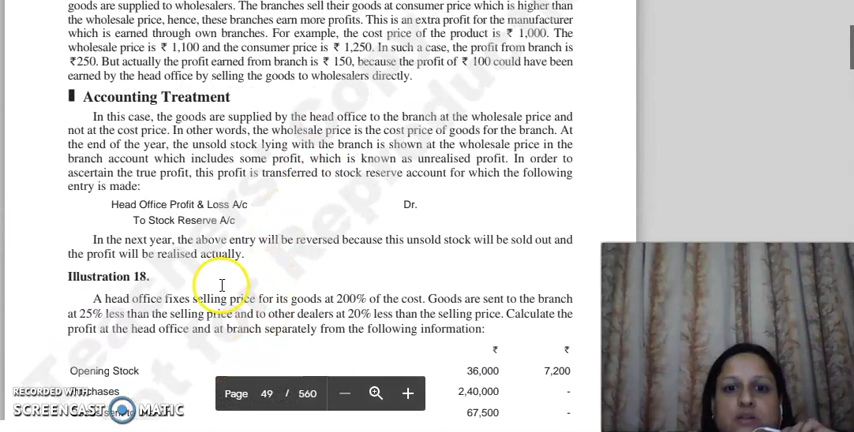 goods are supplied to wholesalers. The branches sell their goods at consumer price which is higher than
the wholesale price, hence, these branches earn more profits. This is an extra profit for the manufacturer
which is earned through own branches. For example, the cost price of the product is ₹ 1,000. The
wholesale price is ₹ 1,100 and the consumer price is ₹ 1,250. In such a case, the profit from branch is
₹250. But actually the profit earned from branch is ₹ 150, because the profit of ₹ 100 could have been
earned by the head office by selling the goods to wholesalers directly.
Accounting Treatment
In this case, the goods are supplied by the head office to the branch at the wholesale price and
not at the cost price. In other words, the wholesale price is the cost price of goods for the branch. At
the end of the year, the unsold stock lying with the branch is shown at the wholesale price in the
branch account which includes some profit, which is known as unrealised profit. In order to
ascertain the true profit, this profit is transferred to stock reserve account for which the following
entry is made:
Head Office Profit & Loss A/c Dr.
To Stock Reserve A/c
In the next year, the above entry will be reversed because this unsold stock will be sold out and
the profit will be realised actually.
Illustration 18.
A head office fixes selling price for its goods at 200% of the cost. Goods are sent to the branch
at 25% less than the selling price and to other dealers at 20% less than the selling price. Calculate the
profit at the head office and at branch separately from the following information:
₹ ₹
Opening Stock 36,000 7,200
2,40,000 -
67,500 -
Page 49 / 560
RECORDED WITH
SCREENCAST MATIC